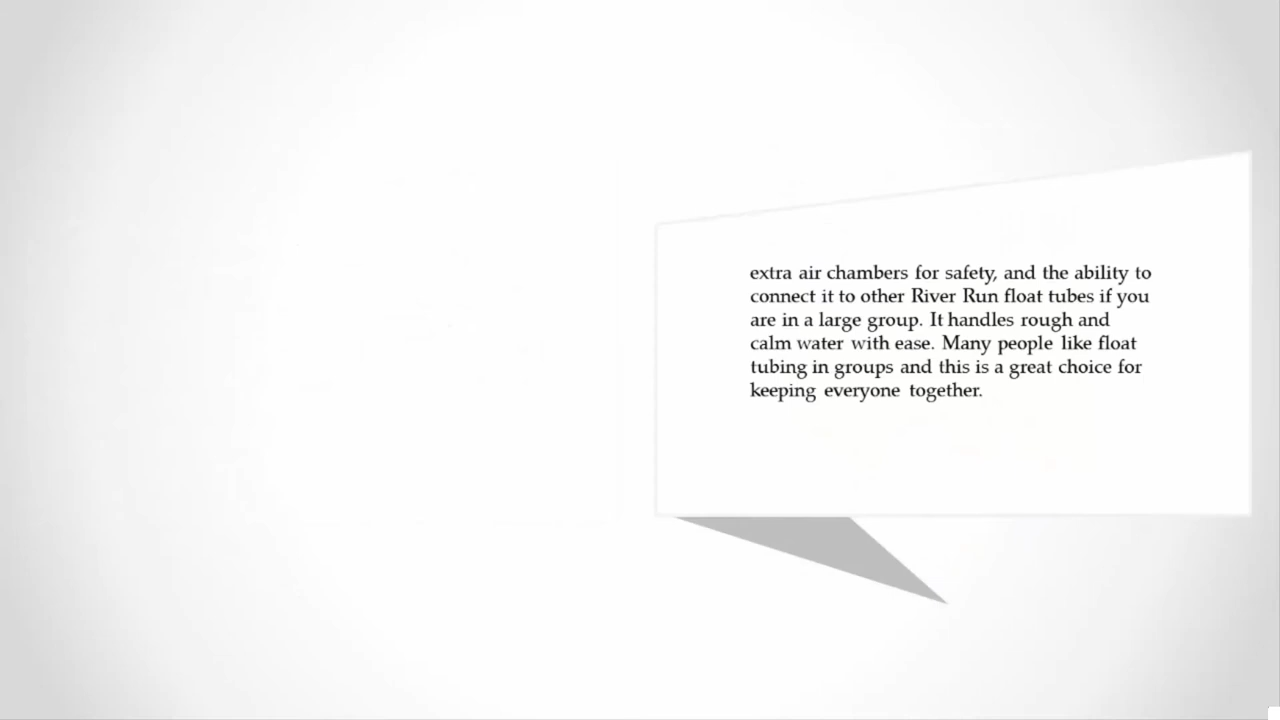 extra air chambers for safety, and the ability to
connect it to other River Run float tubes if you
are in a large group. It handles rough and
calm water with ease. Many people like float
tubing in groups and this is a great choice for
keeping everyone together.